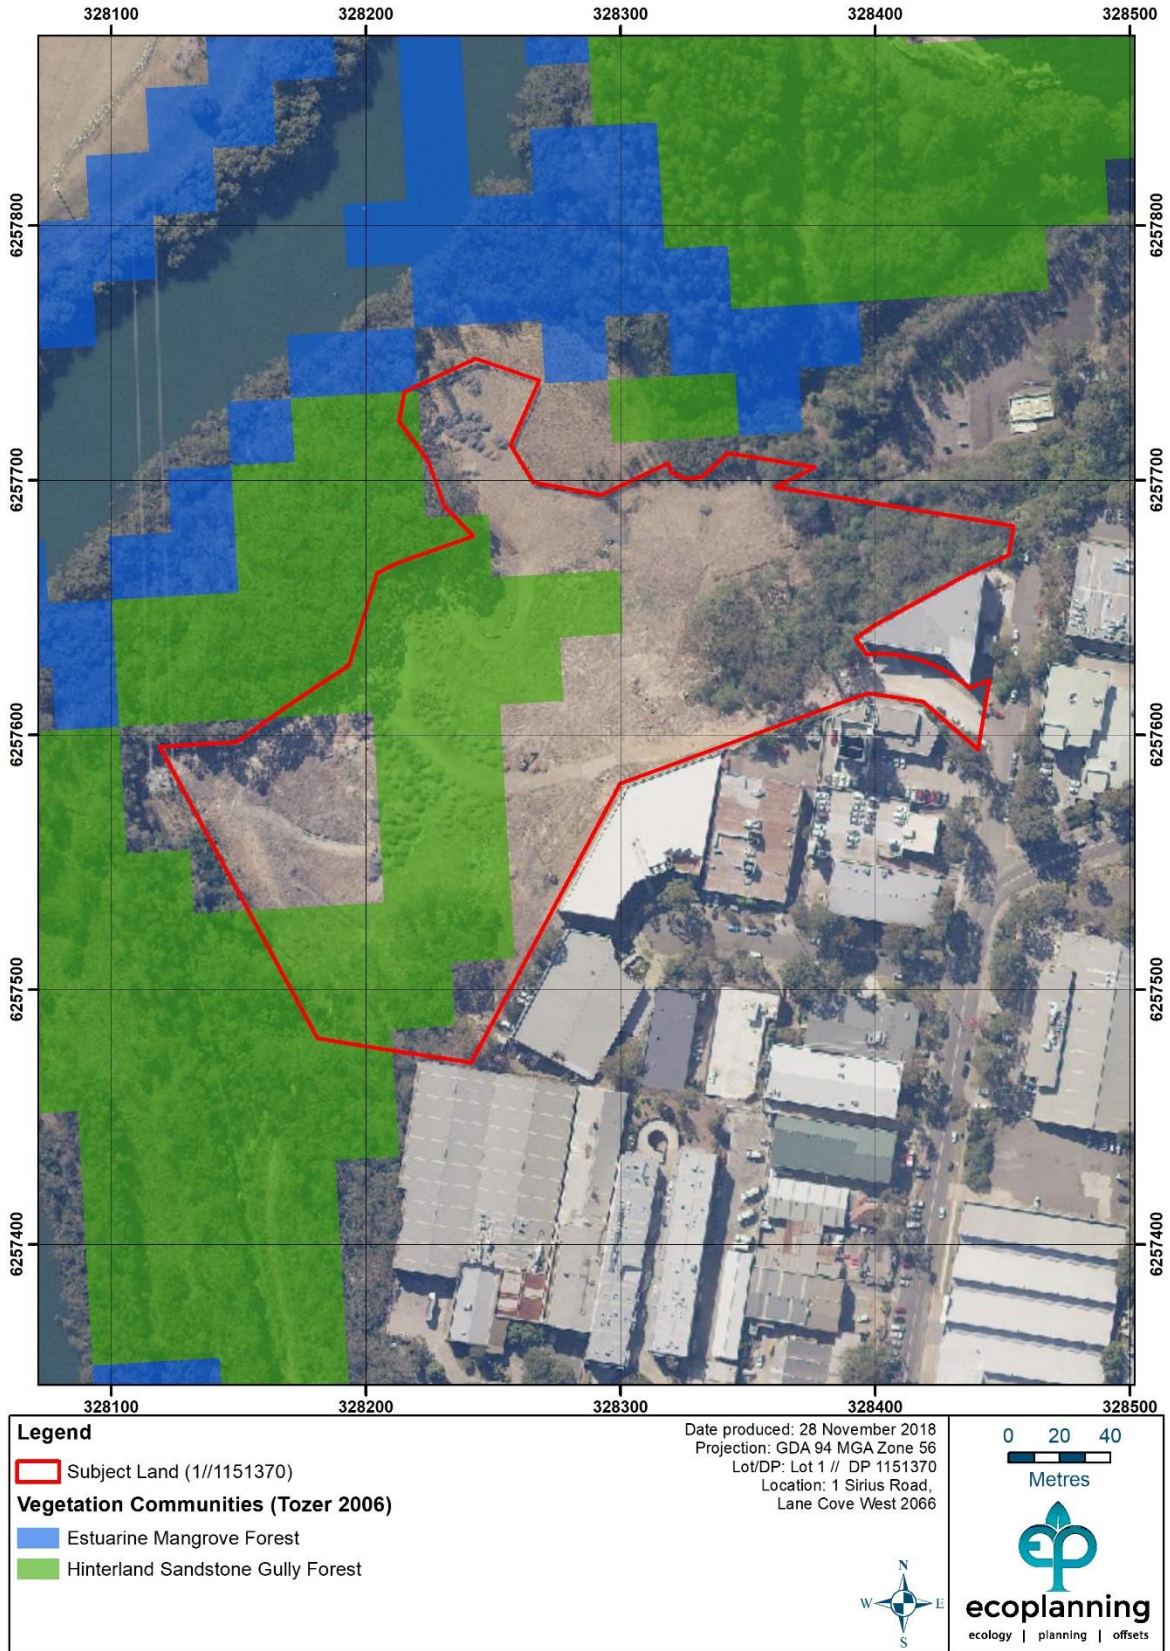 328100 328200 328300 328400 328500
6257800 6257800
6257700 6257700
6257600 6257600
6257500 6257500
6257400 6257400
328100 328200 328300 328400 328500
Legend
Subject Land (1//1151370)
Vegetation Communities (Tozer 2006)
Estuarine Mangrove Forest
Hinterland Sandstone Gully Forest
Date produced: 28 November 2018
Projection: GDA 94 MGA Zone 56
Lot/DP: Lot 1 // DP 1151370
Location: 1 Sirius Road,
Lane Cove West 2066
N
W E
S
0 20 40
Metres
ep
ecoplanning
ecology | planning | offsets